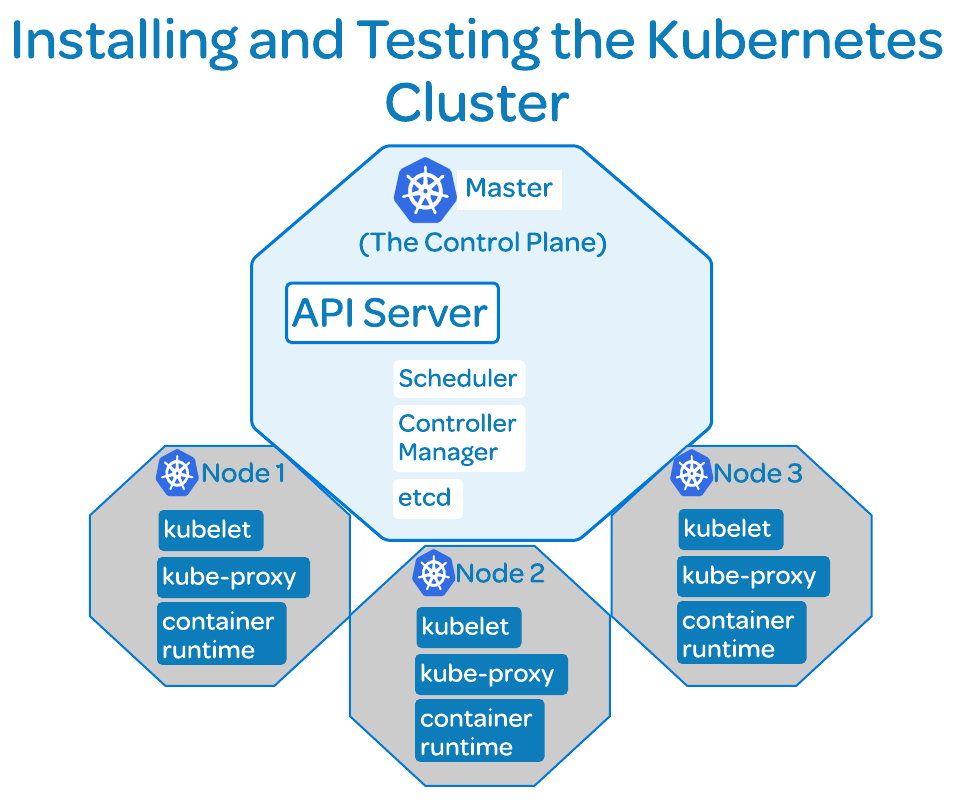 Installing and Testing the Kubernetes
Cluster
Master
(The Control Plane)
API Server
Scheduler
Controller
Manager
etcd
Node 1
kubelet
kube-proxy
container
runtime
Node 2
kubelet
kube-proxy
container
runtime
Node 3
kubelet
kube-proxy
container
runtime